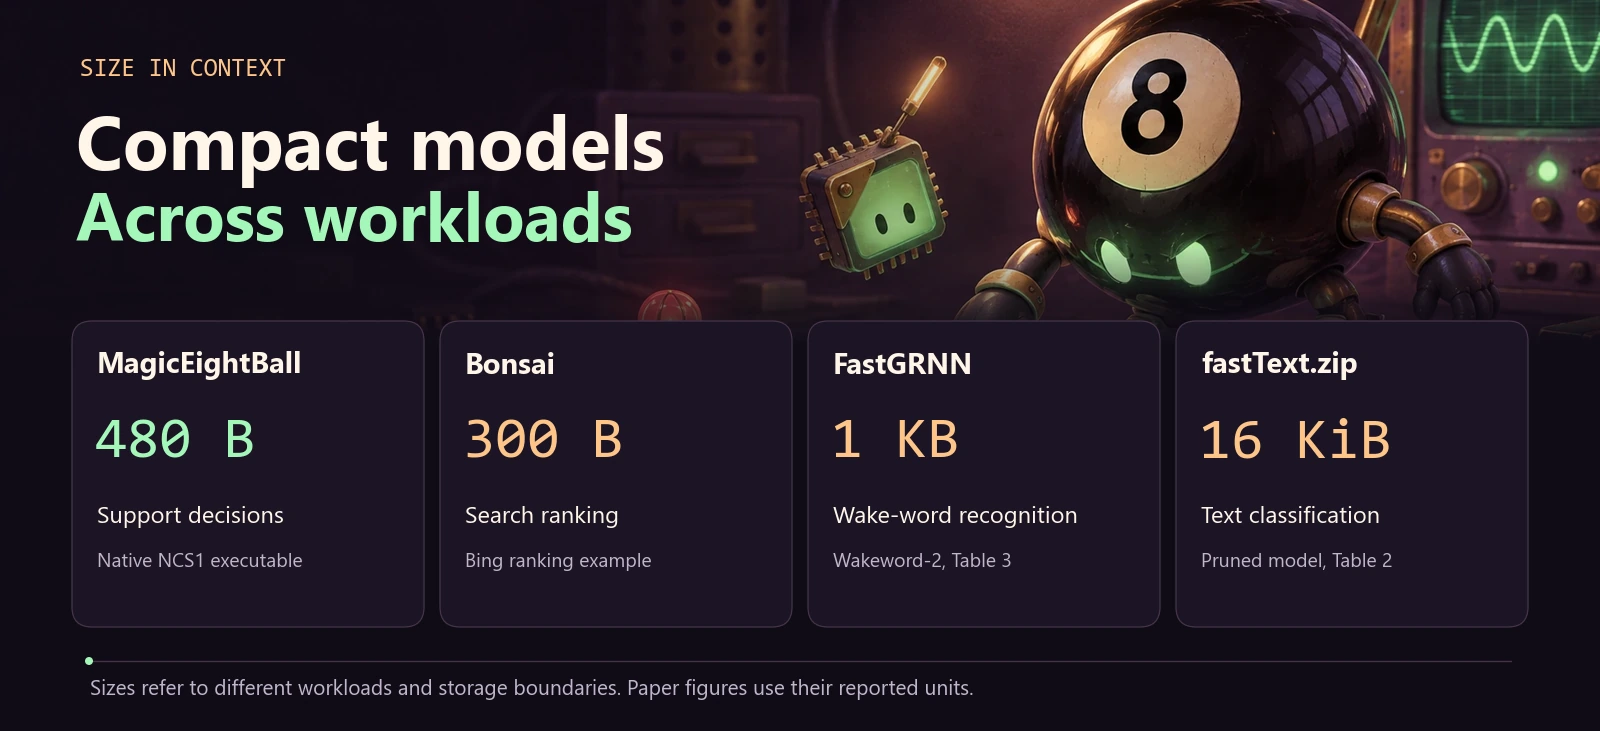 SIZE IN CONTEXT
Compact models
Across workloads
8
MagicEightBall
480 B
Support decisions
Native NCS1 executable
Bonsai
300 B
Search ranking
Bing ranking example
FastGRNN
1 KB
Wake-word recognition
Wakeword-2, Table 3
fastText.zip
16 KiB
Text classification
Pruned model, Table 2
Sizes refer to different workloads and storage boundaries. Paper figures use their reported units.